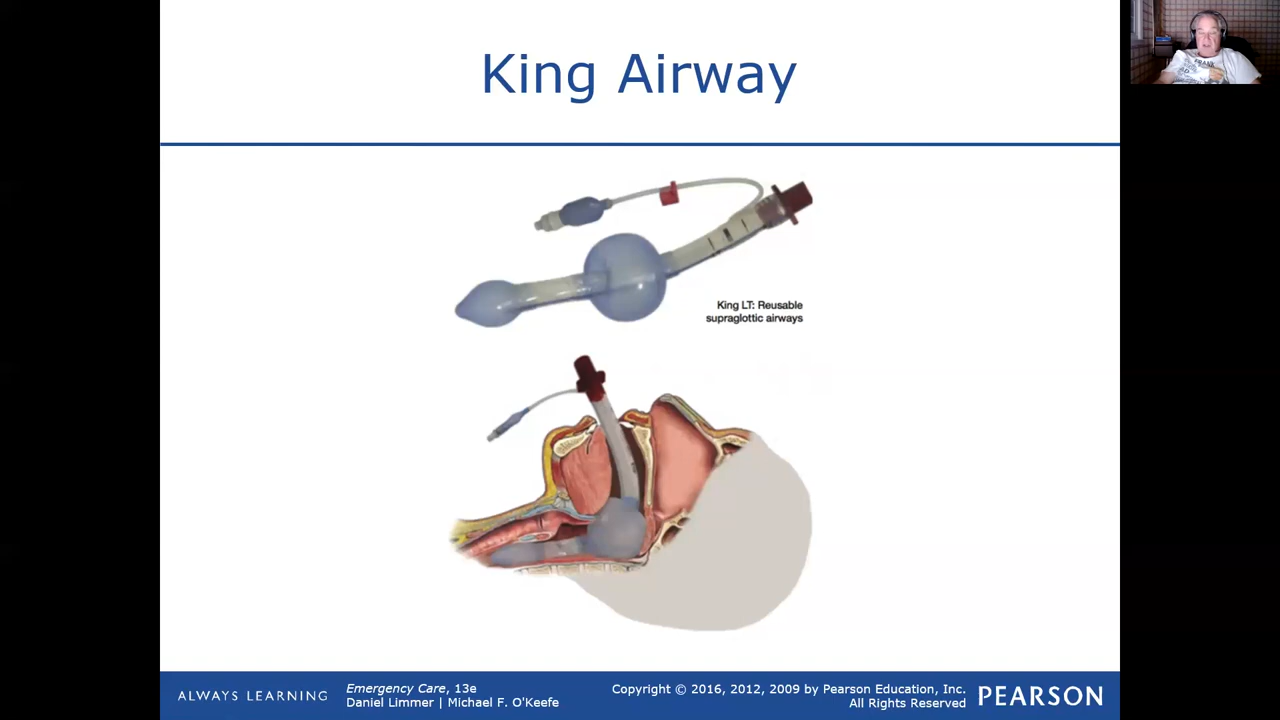 King Airway
King LT: Reusable
supraglottic airways
ALWAYS LEARNING
Emergency Care, 13e
Daniel Limmer | Michael F. O'Keefe
Copyright © 2016, 2012, 2009 by Pearson Education, Inc.
All Rights Reserved
PEARSON